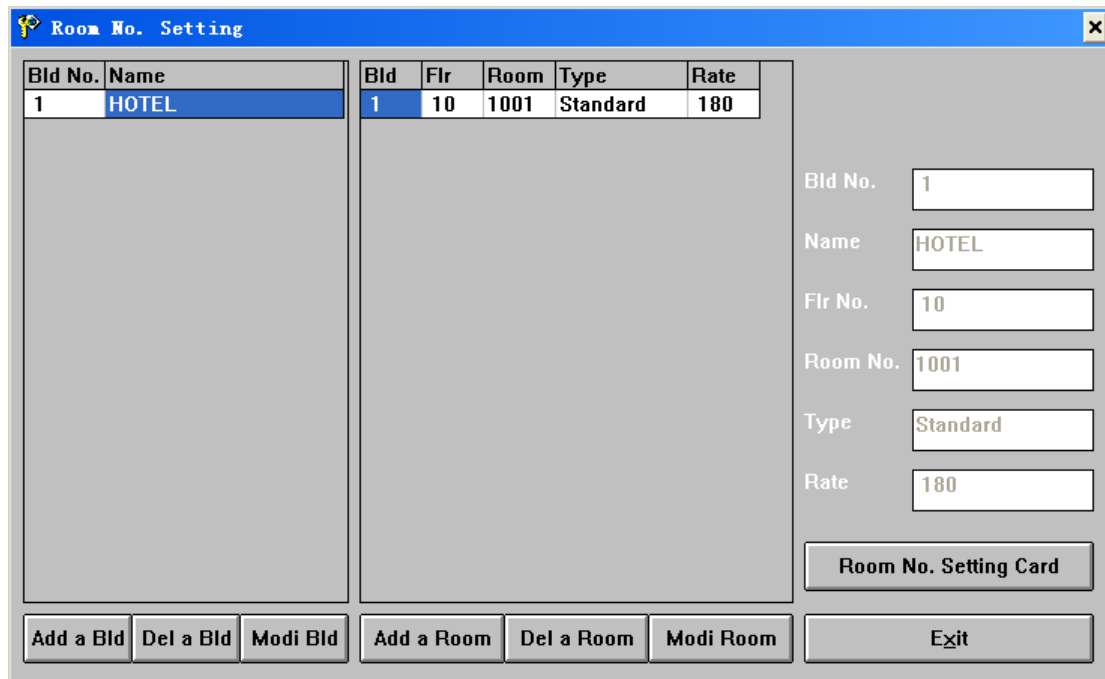 Room No. Setting
Bld No. Name
1 HOTEL
Bld Flr Room Type Rate
1 10 1001 Standard 180
Bld No. 1
Name HOTEL
Flr No. 10
Room No. 1001
Type Standard
Rate 180
Room No. Setting Card
Add a Bld Del a Bld Modi Bld Add a Room Del a Room Modi Room Exit